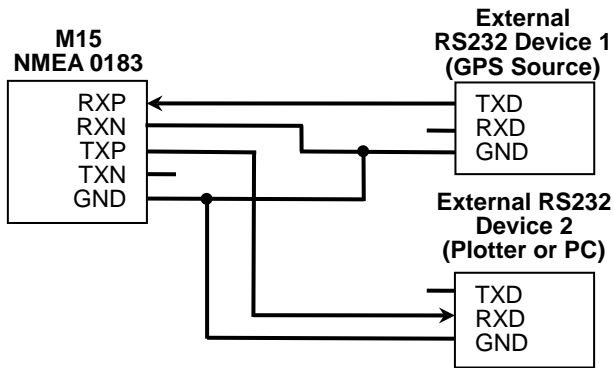 M15
NMEA 0183
RXP
RXN
TXP
TXN
GND
External
RS232 Device 1
(GPS Source)
TXD
RXD
GND
External RS232
Device 2
(Plotter or PC)
TXD
RXD
GND